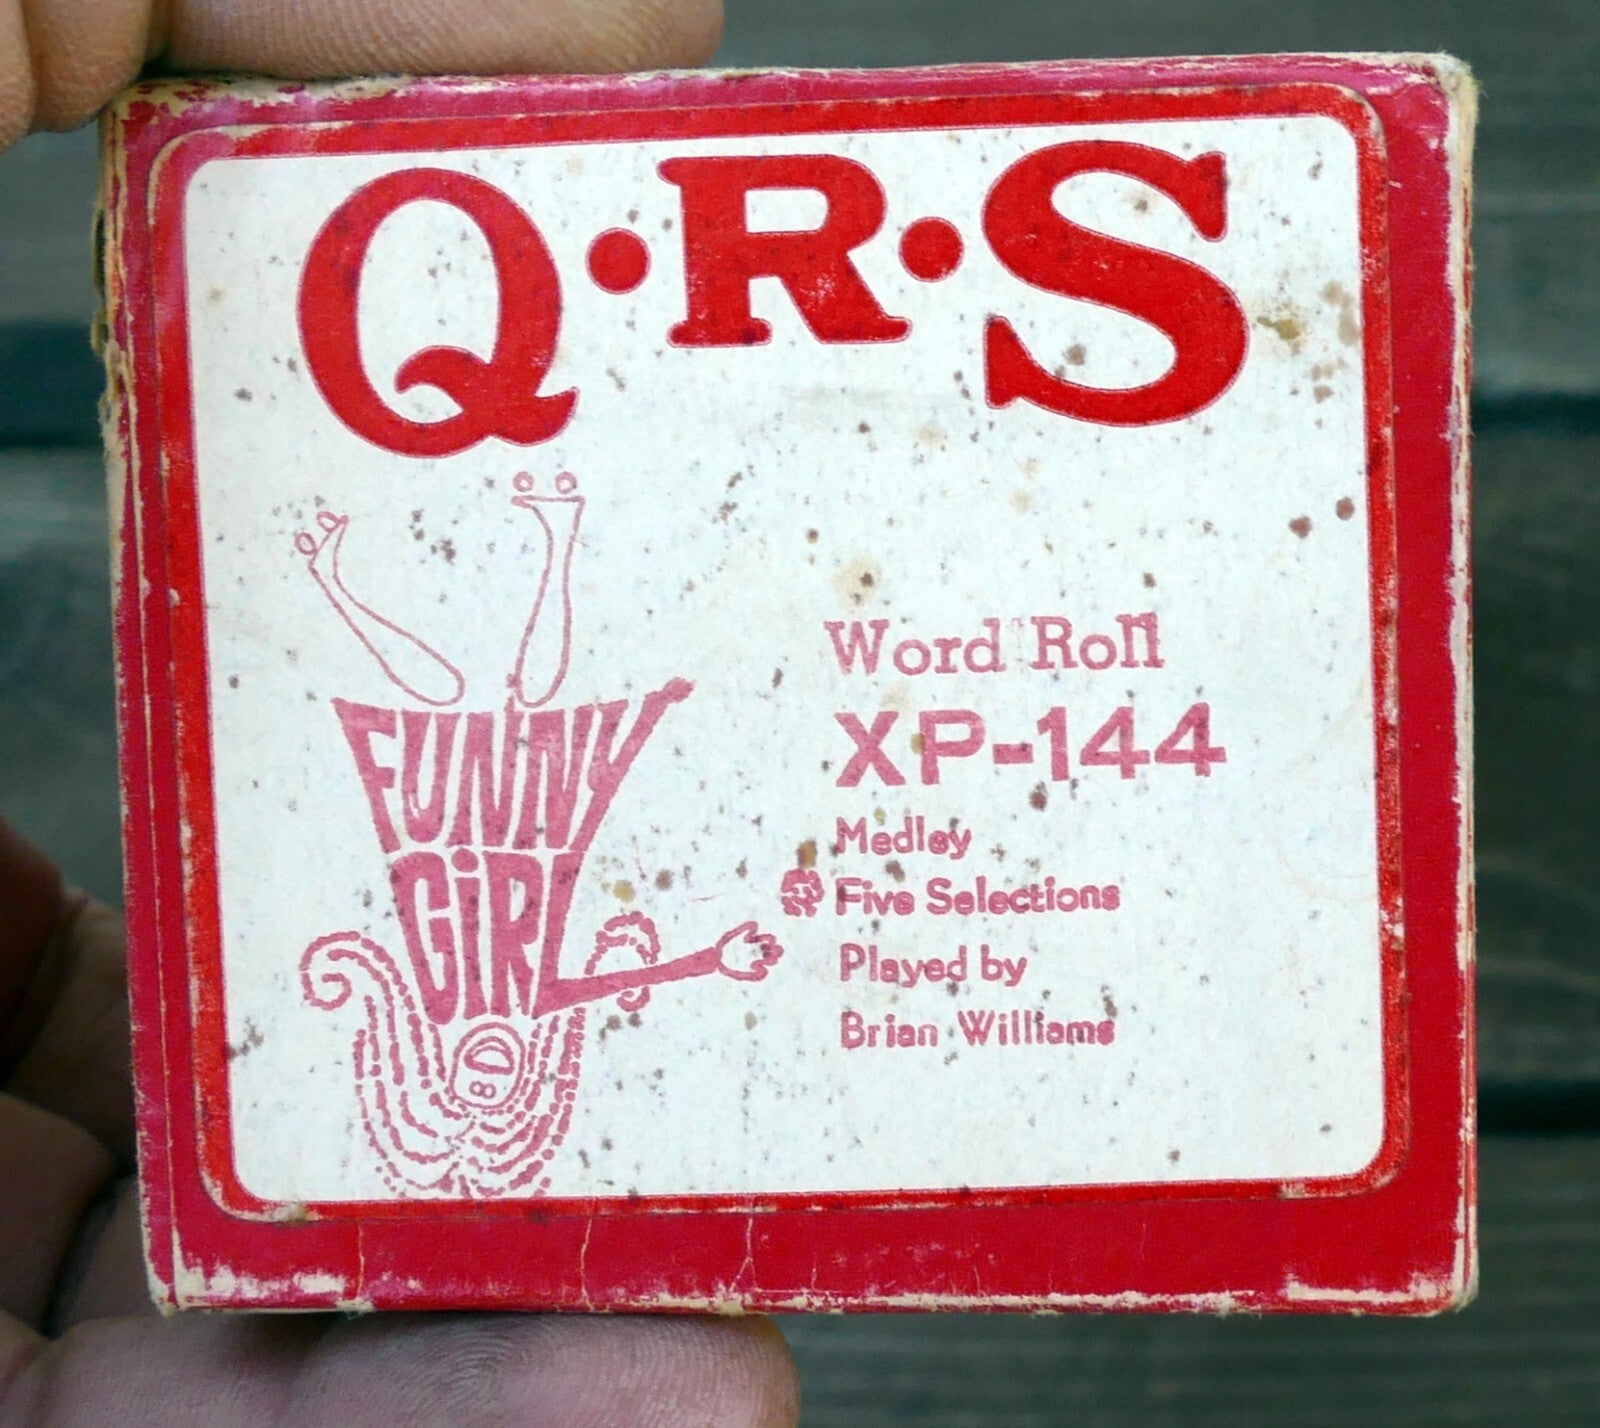 Q·R·S
FUNNY
GiRL
Word Roll
XP-144
Medley
Five Selections
Played by
Brian Williams